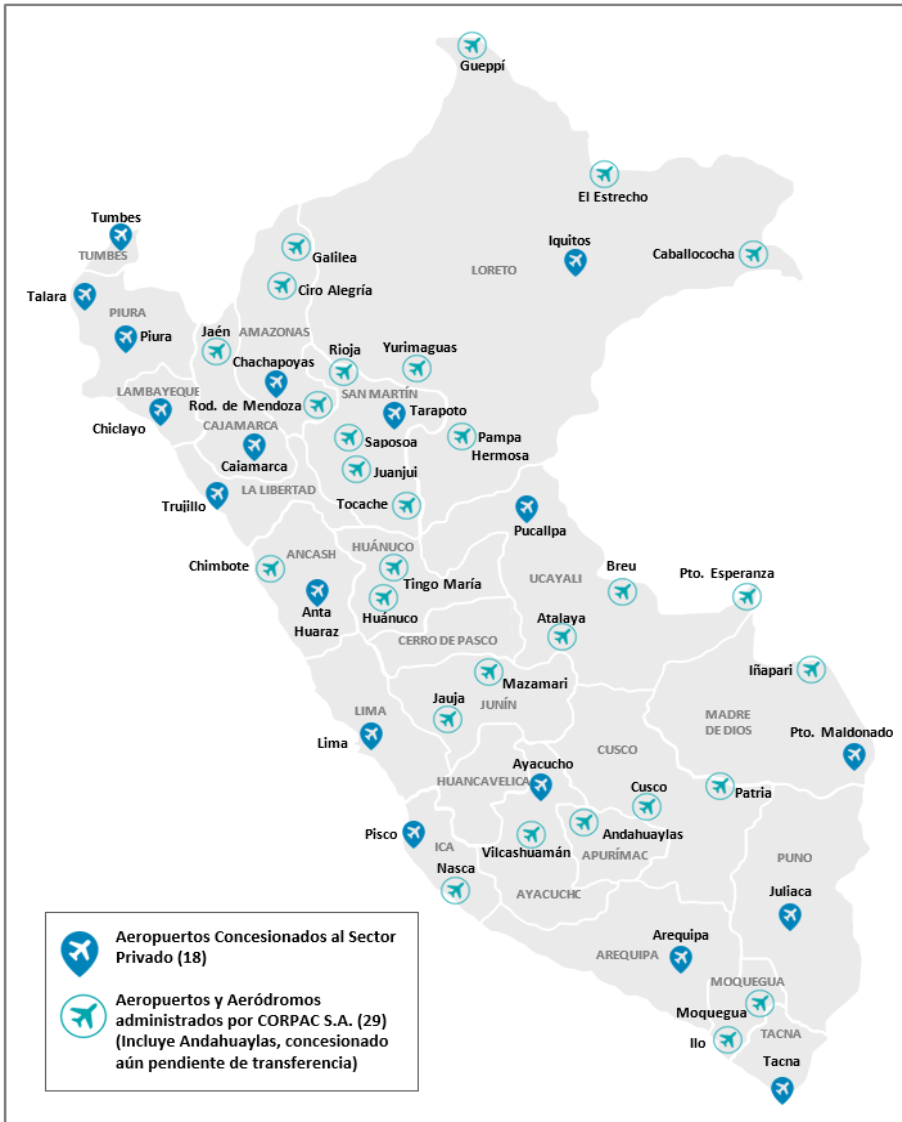 Gueppí
El Estrecho
Tumbes
TUMBES
Galilea
Iquitos
Caballococha
LORETO
Talara
Ciro Alegría
PIURA
Piura
Jaén
AMAZONAS
Rioja
Yurimaguas
Chachapoyas
LAMBAYEQUE
SAN MARTÍN
Rod. de Mendoza
Tarapoto
Chiclayo
CAJAMARCA
Saposoa
Pampa
Hermosa
Caiamarca
Juanjui
LA LIBERTAD
Trujillo
Tocache
Pucallpa
HUÁNUCO
ANCASH
Chimbote
Tingo María
UCAYALI
Breu
Pto. Esperanza
Anta
Huaraz
Huánuco
Atalaya
CERRO DE PASCO
Iñapari
Mazamari
Jauja
JUNÍN
LIMA
MADRE
DE DIOS
Lima
Pto. Maldonado
CUSCO
Ayacucho
HUANCAVELICA
Cusco
Patria
Pisco
Andahuaylas
ICA
Vilcashuamán
APURÍMAC
PUNO
Nasca
AYACUCHC
Juliaca
Arequipa
AREQUIPA
MOQUEGUA
Moquegua
TACNA
Ilo
Tacna
Aeropuertos Concesionados al Sector
Privado (18)
Aeropuertos y Aeródromos
administrados por CORPAC S.A. (29)
(Incluye Andahuaylas, concesionado
aún pendiente de transferencia)